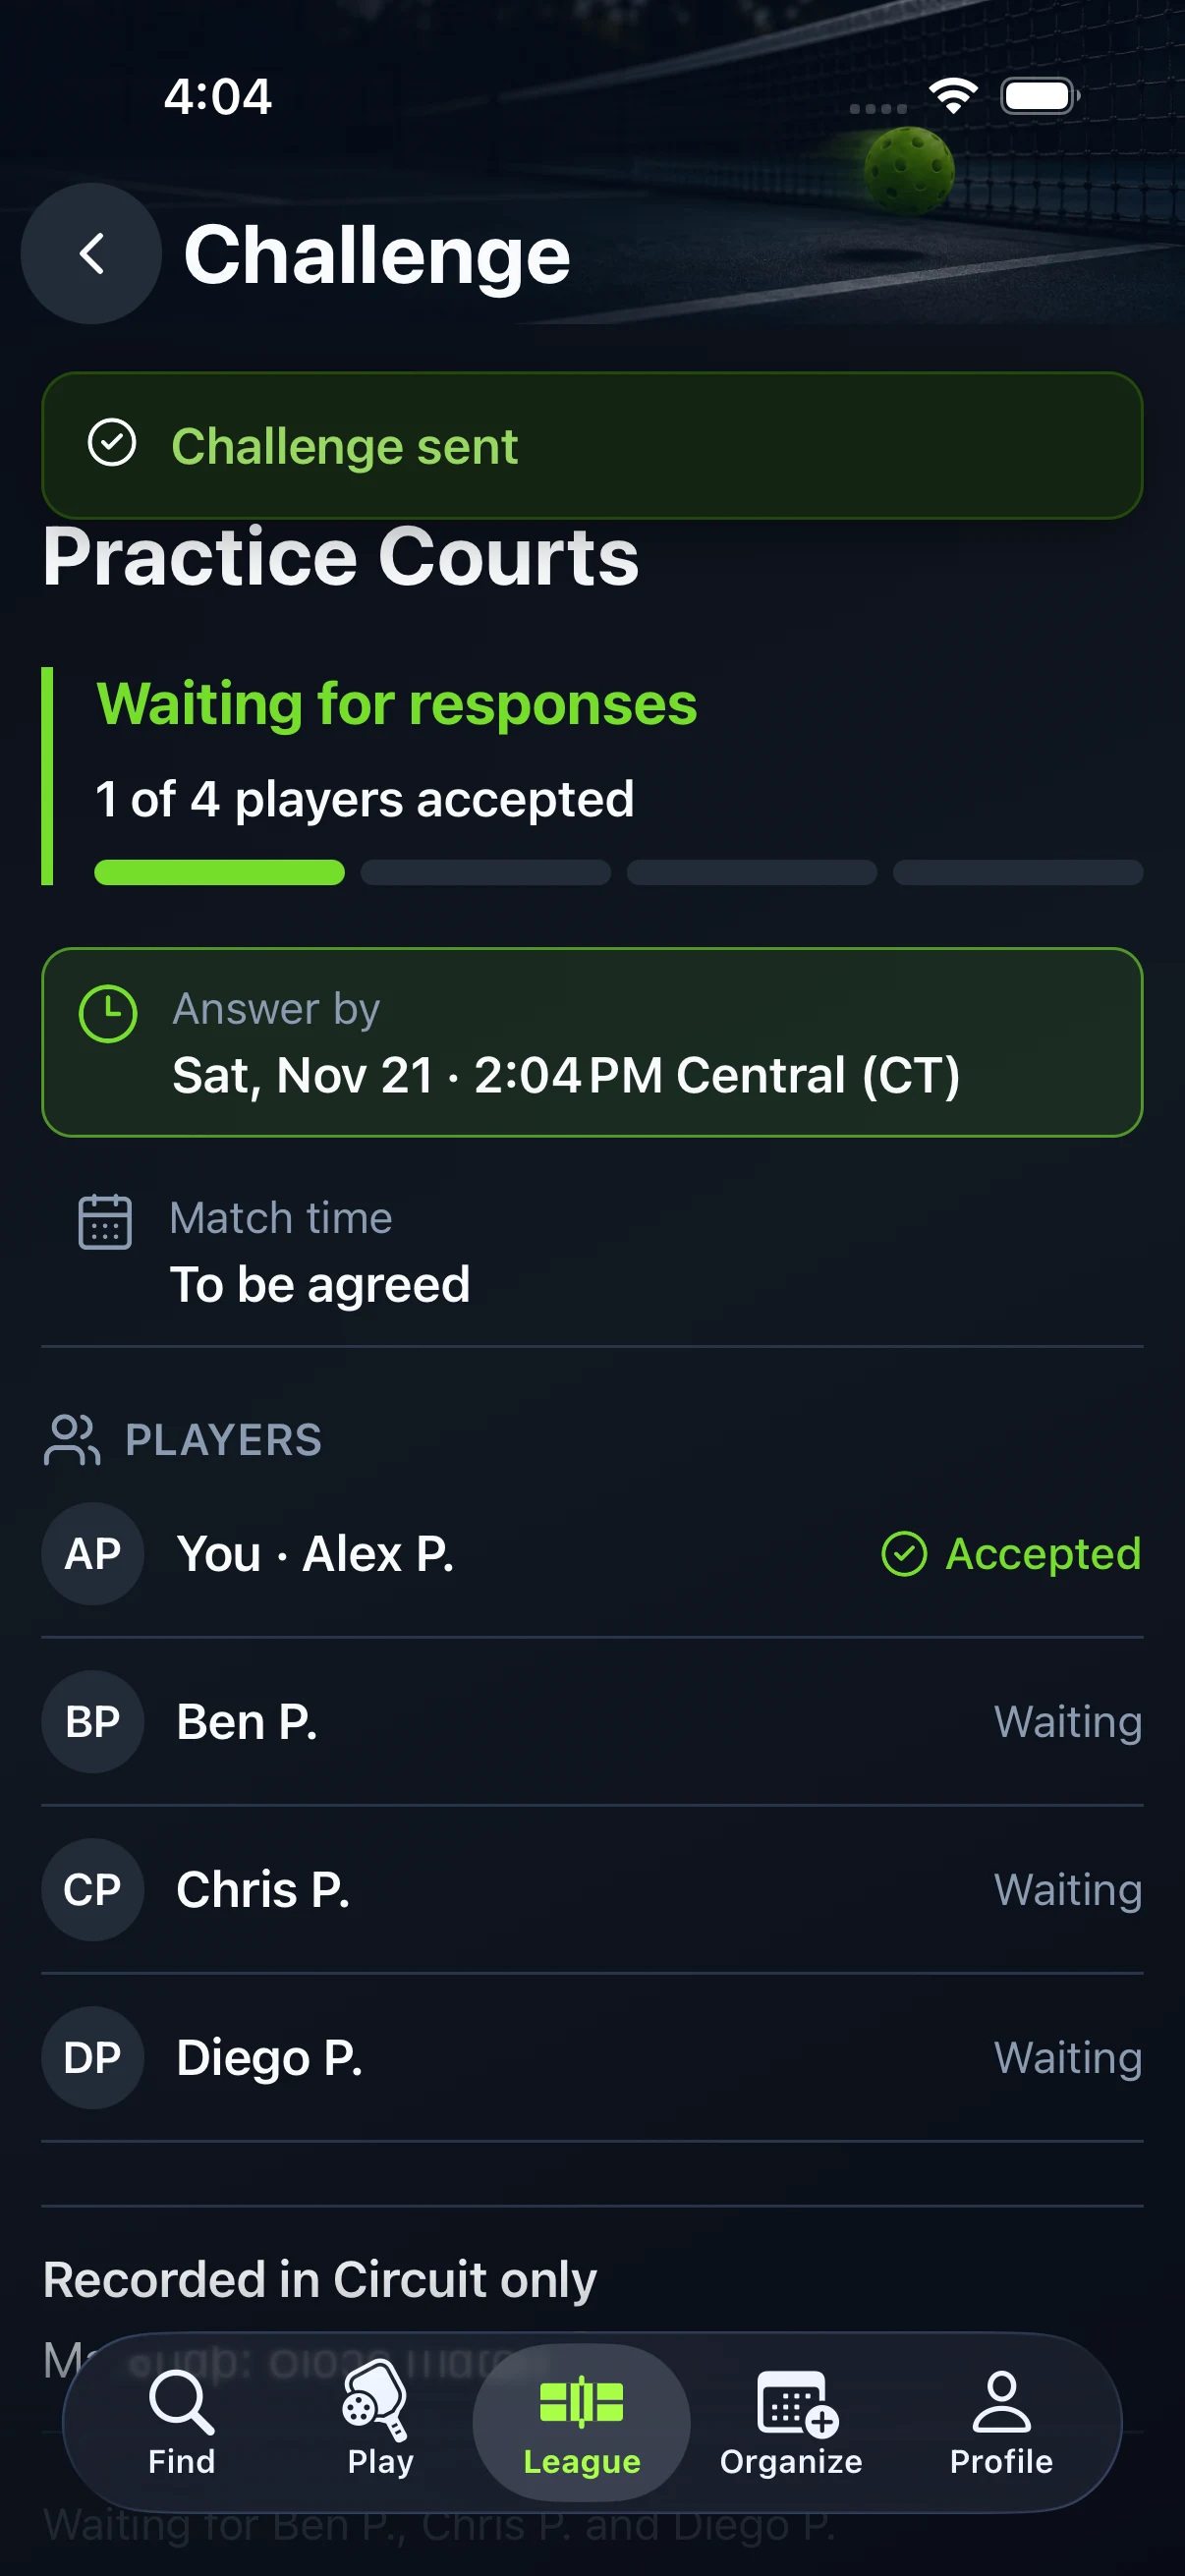 4:04
Challenge
Challenge sent
Practice Courts
Waiting for responses
1 of 4 players accepted
Answer by
Sat, Nov 21 · 2:04 PM Central (CT)
Match time
To be agreed
PLAYERS
AP You · Alex P. Accepted
BP Ben P. Waiting
CP Chris P. Waiting
DP Diego P. Waiting
Recorded in Circuit only
Find Play League Organize Profile
Waiting for Ben P., Chris P. and Diego P.